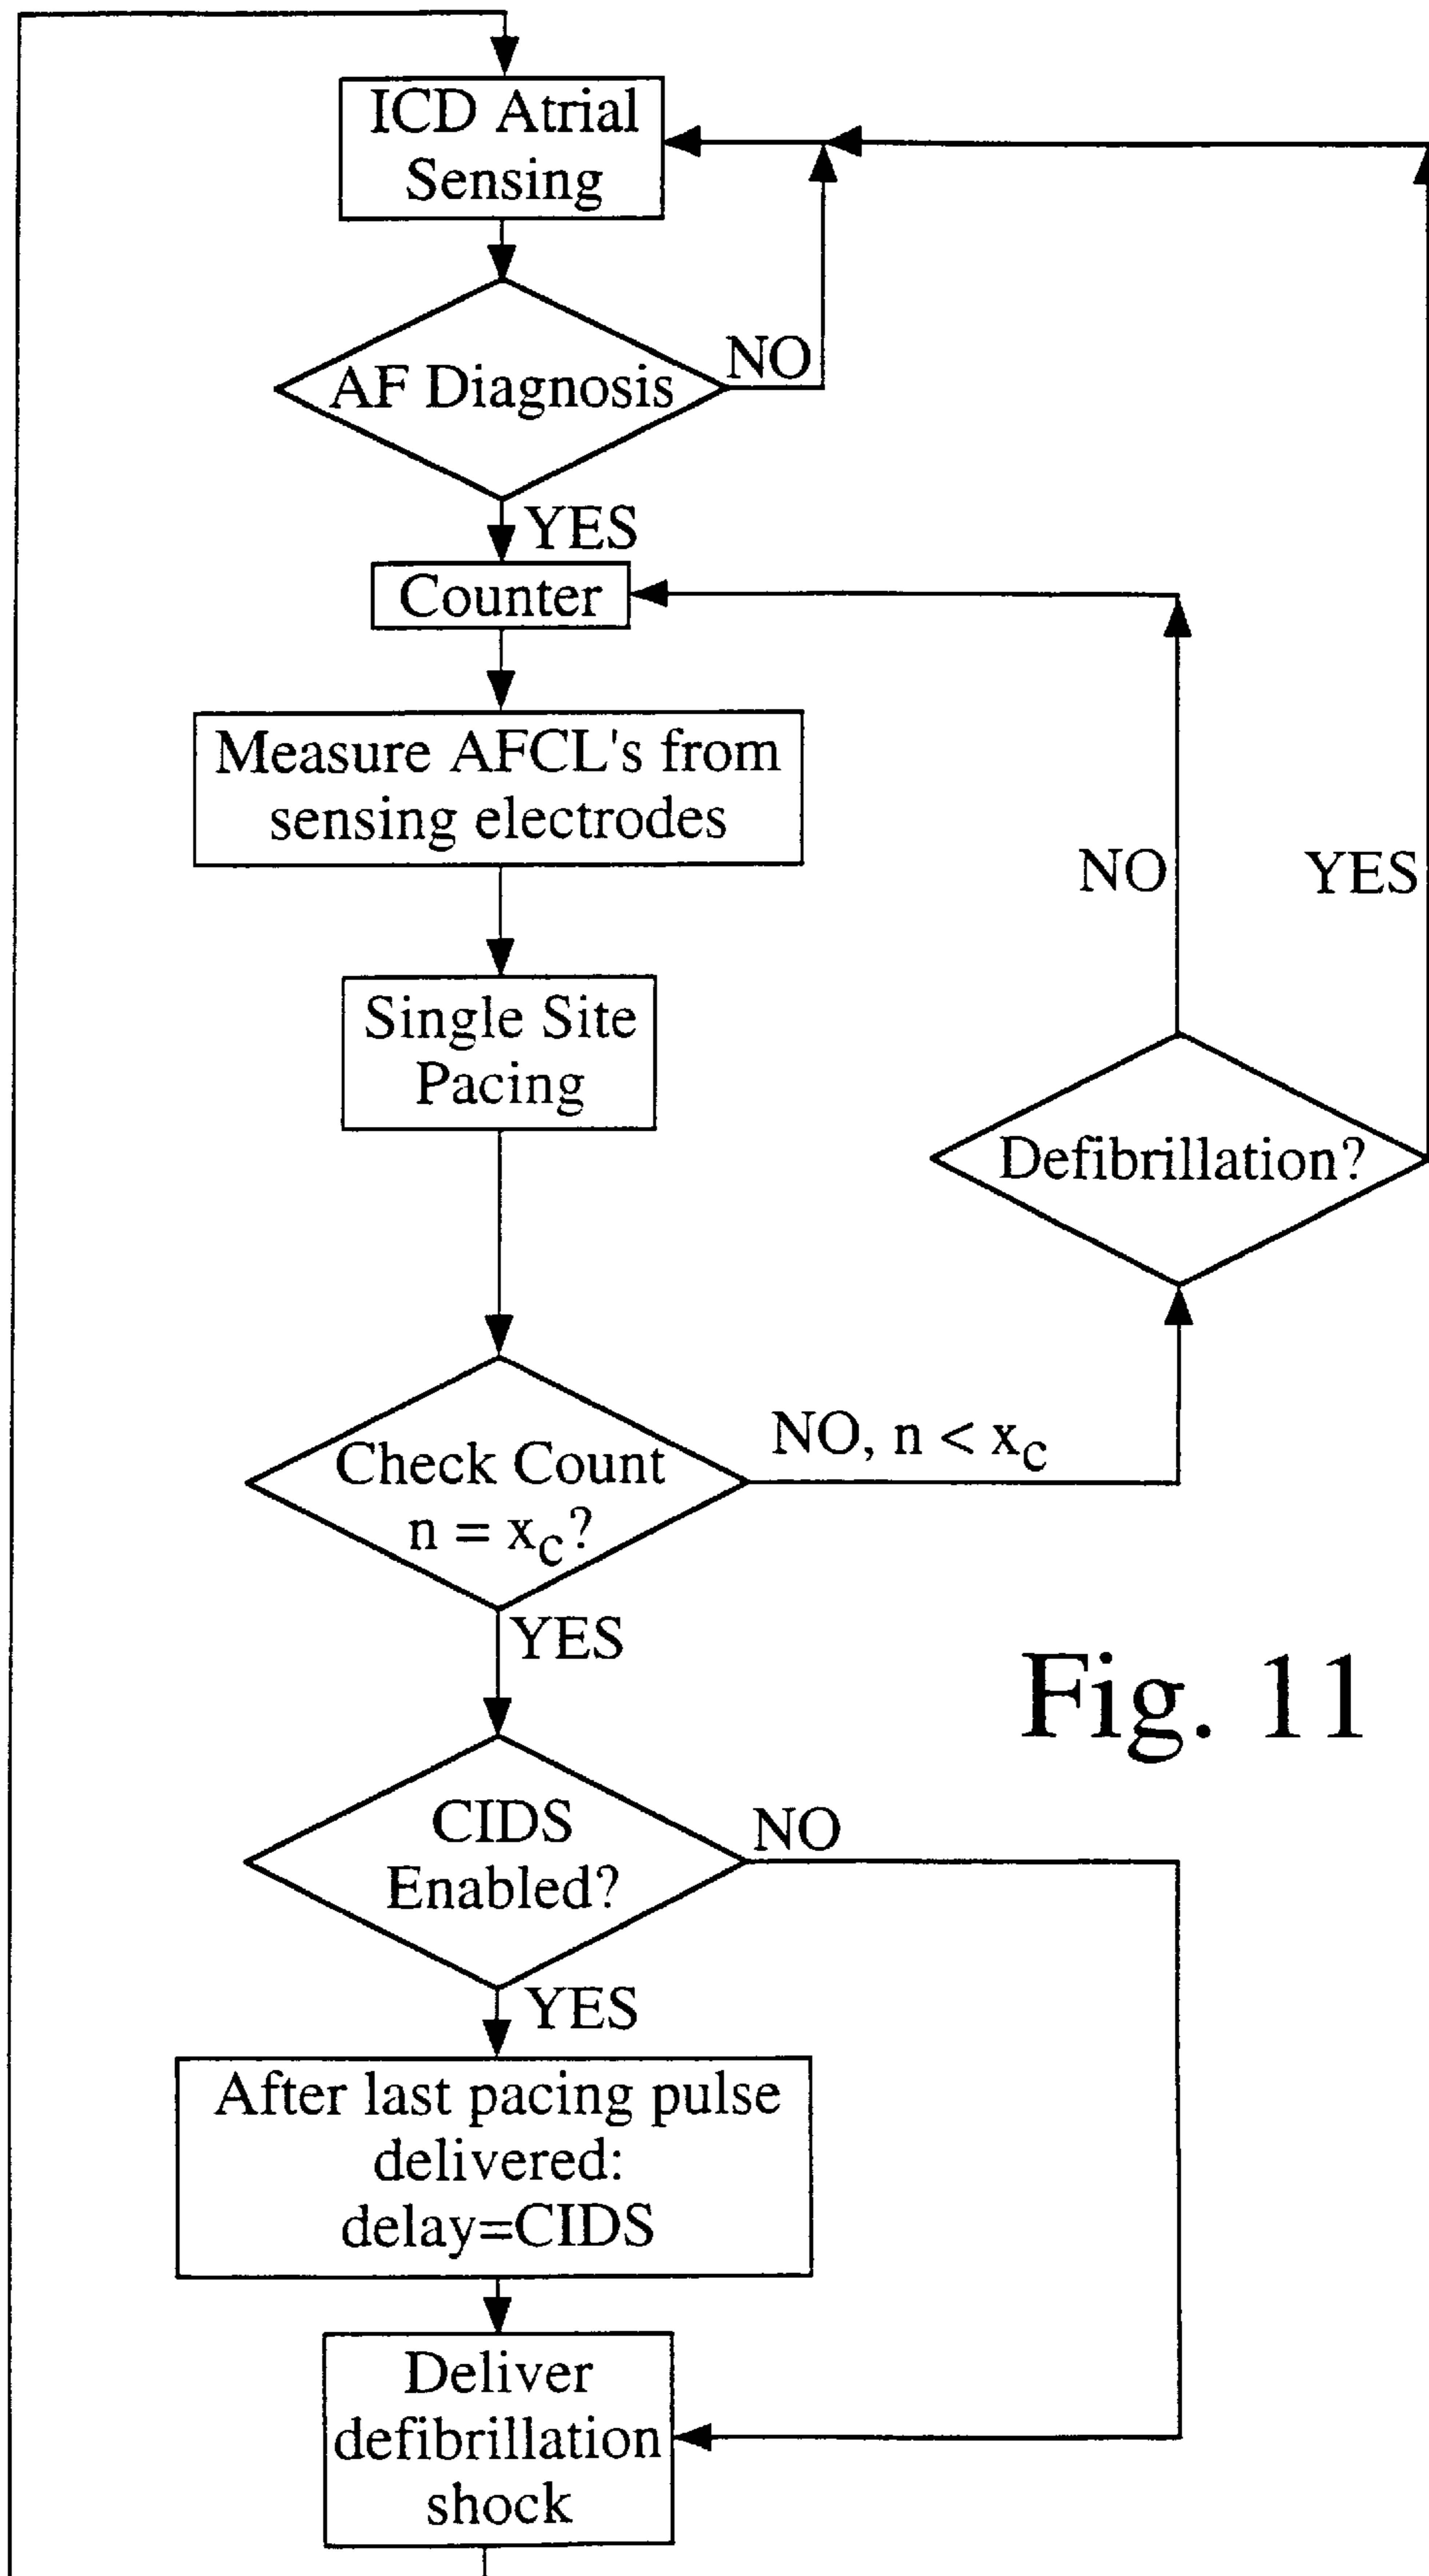 ICD Atrial
Sensing
AF Diagnosis
NO
YES
Counter
Measure AFCL's from
sensing electrodes
NO
YES
Single Site
Pacing
Defibrillation?
NO, n < xC
Check Count
n = xC?
YES
Fig. 11
CIDS
Enabled?
NO
YES
After last pacing pulse
delivered:
delay=CIDS
Deliver
defibrillation
shock